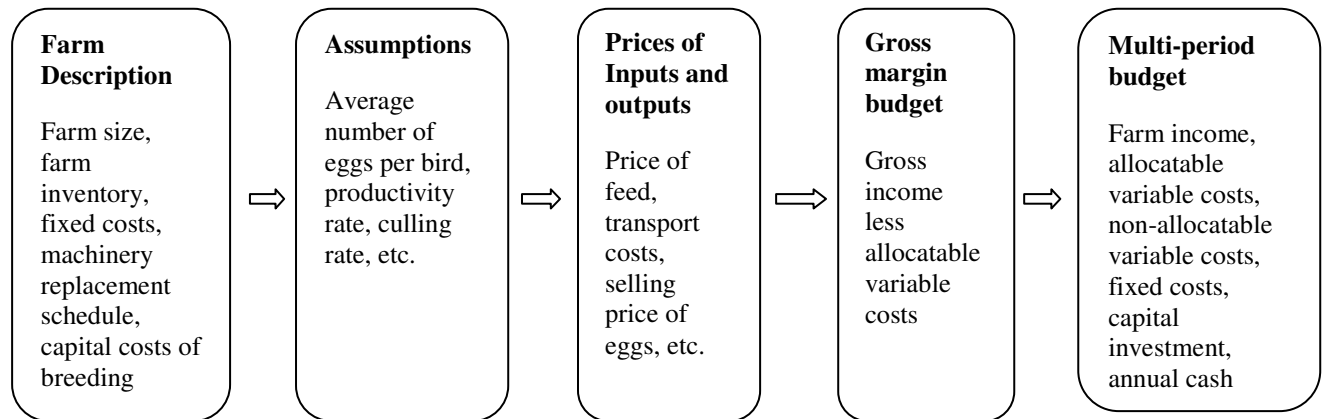 Farm
Description
Farm size,
farm
inventory,
fixed costs,
machinery
replacement
schedule,
capital costs of
breeding
Assumptions
Average
number of
eggs per bird,
productivity
rate, culling
rate, etc.
Prices of
Inputs and
outputs
Price of
feed,
transport
costs,
selling
price of
eggs, etc.
Gross
margin
budget
Gross
income
less
allocatable
variable
costs
Multi-period
budget
Farm income,
allocatable
variable costs,
non-allocatable
variable costs,
fixed costs,
capital
investment,
annual cash